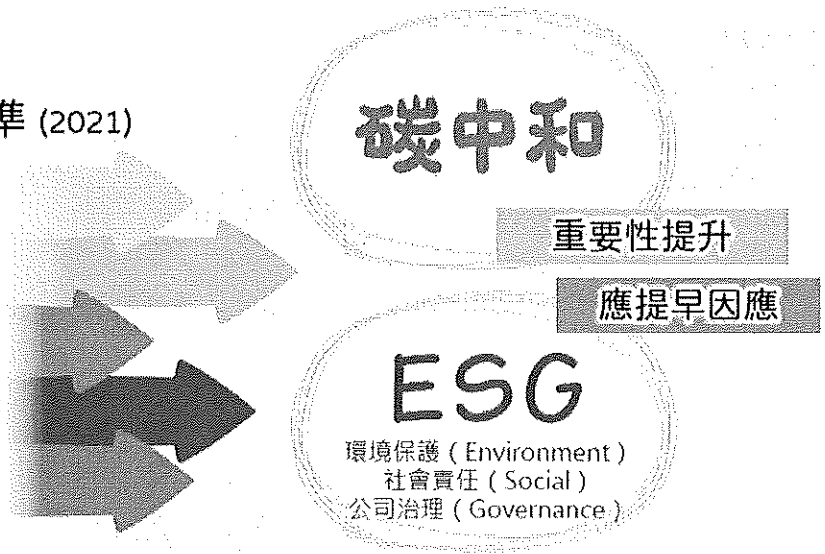 準 (2021)
碳中和
重要性提升
應提早因應
ESG
環境保護 ( Environment )
社會責任 ( Social )
公司治理 ( Governance )